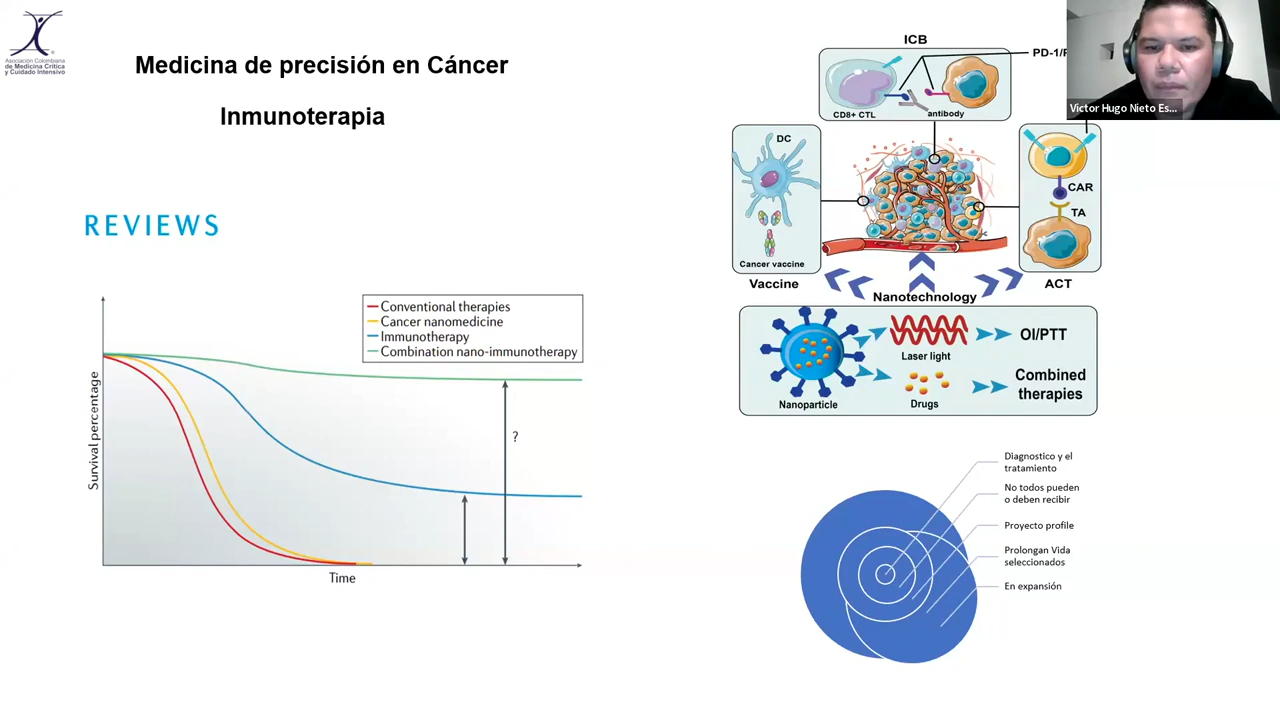 Asociación Colombiana
de Medicina Crítica
y Cuidado Intensivo
Medicina de precisión en Cáncer
Inmunoterapia
REVIEWS
Conventional therapies
Cancer nanomedicine
Immunotherapy
Combination nano-immunotherapy
Survival percentage
?
Time
ICB
PD-1/
CD8+ CTL
antibody
DC
Cancer vaccine
Vaccine
CAR
TA
ACT
Nanotechnology
Laser light
OI/PTT
Nanoparticle
Drugs
Combined
therapies
Victor Hugo Nieto Es...
Diagnostico y el
tratamiento
No todos pueden
o deben recibir
Proyecto profile
Prolongan Vida
seleccionados
En expansión